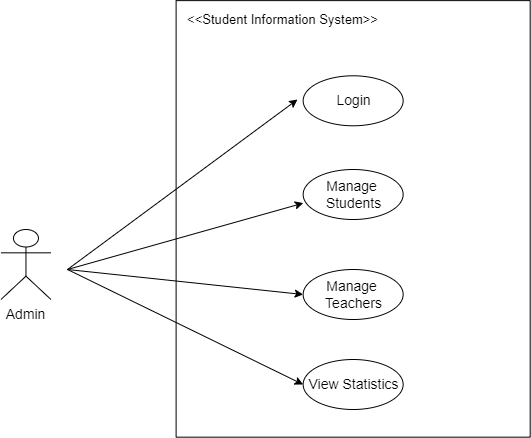 <<Student Information System>>
Login
Manage
Students
Manage
Teachers
Admin
View Statistics